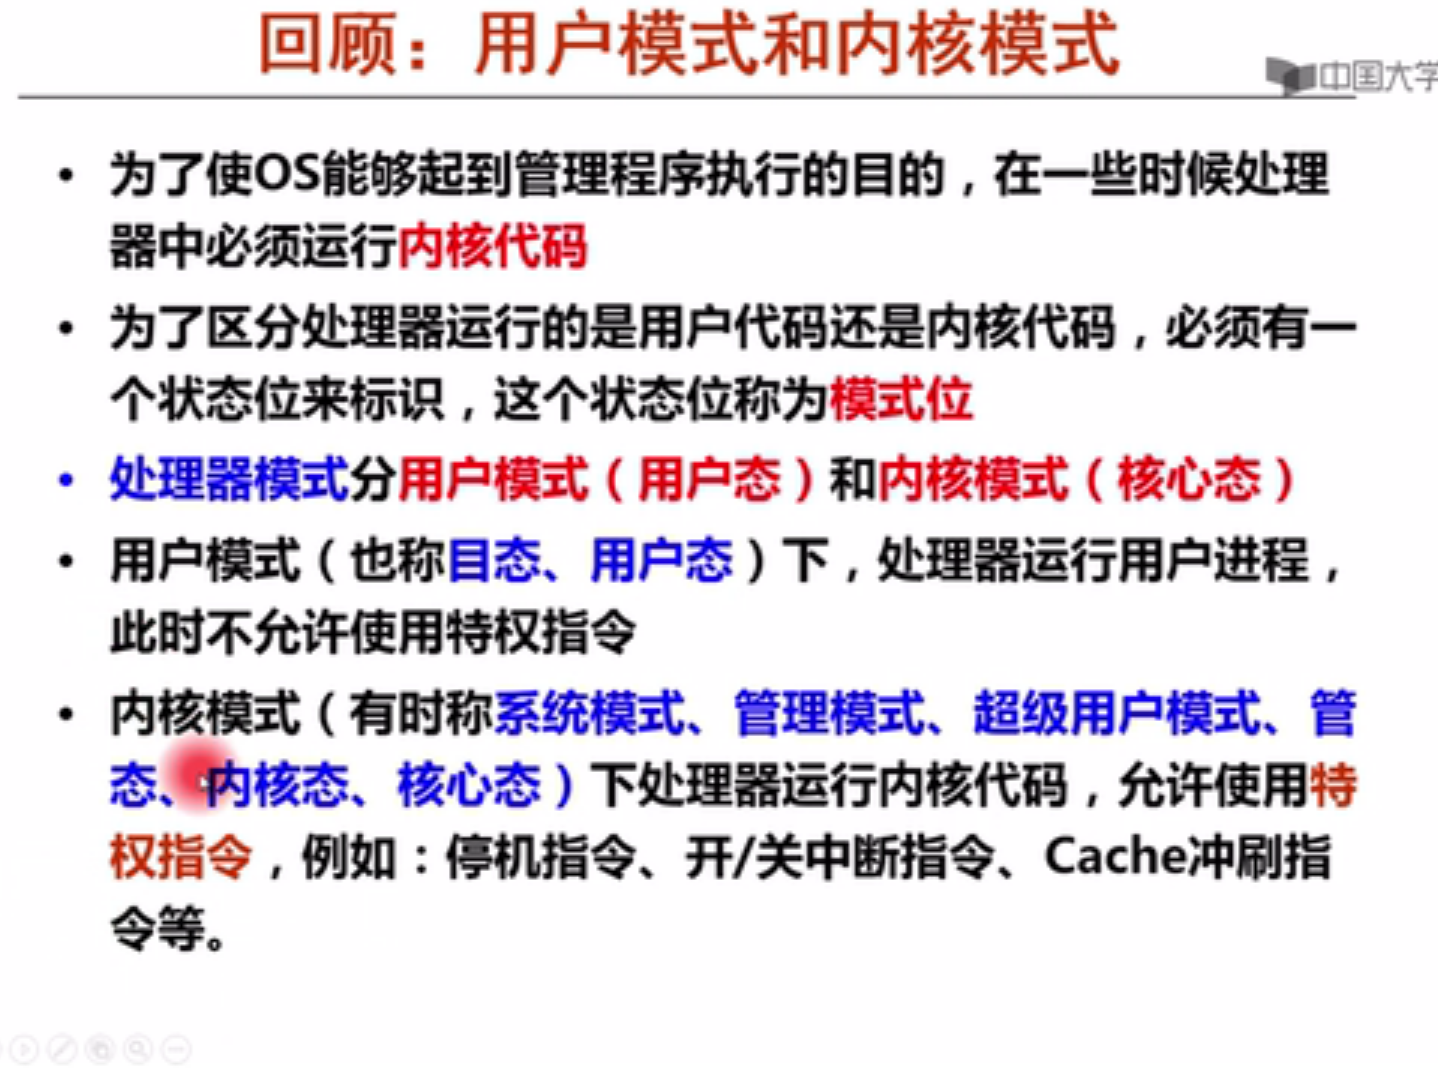 回顾：用户模式和内核模式
中国大学
• 为了使OS能够起到管理程序执行的目的，在一些时候处理
器中必须运行内核代码
• 为了区分处理器运行的是用户代码还是内核代码，必须有一
个状态位来标识，这个状态位称为模式位
• 处理器模式分用户模式（用户态）和内核模式（核心态）
• 用户模式（也称目态、用户态）下，处理器运行用户进程，
此时不允许使用特权指令
• 内核模式（有时称系统模式、管理模式、超级用户模式、管
态、内核态、核心态）下处理器运行内核代码，允许使用特
权指令，例如：停机指令、开/关中断指令、Cache冲刷指
令等。